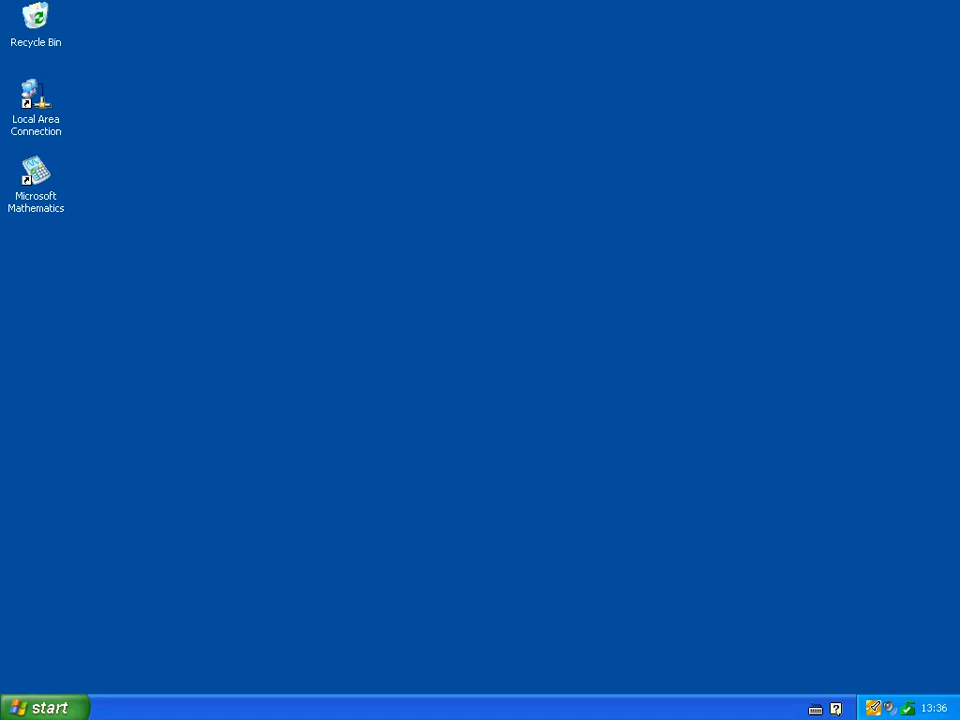 Recycle Bin
Local Area
Connection
Microsoft
Mathematics
start
13:36